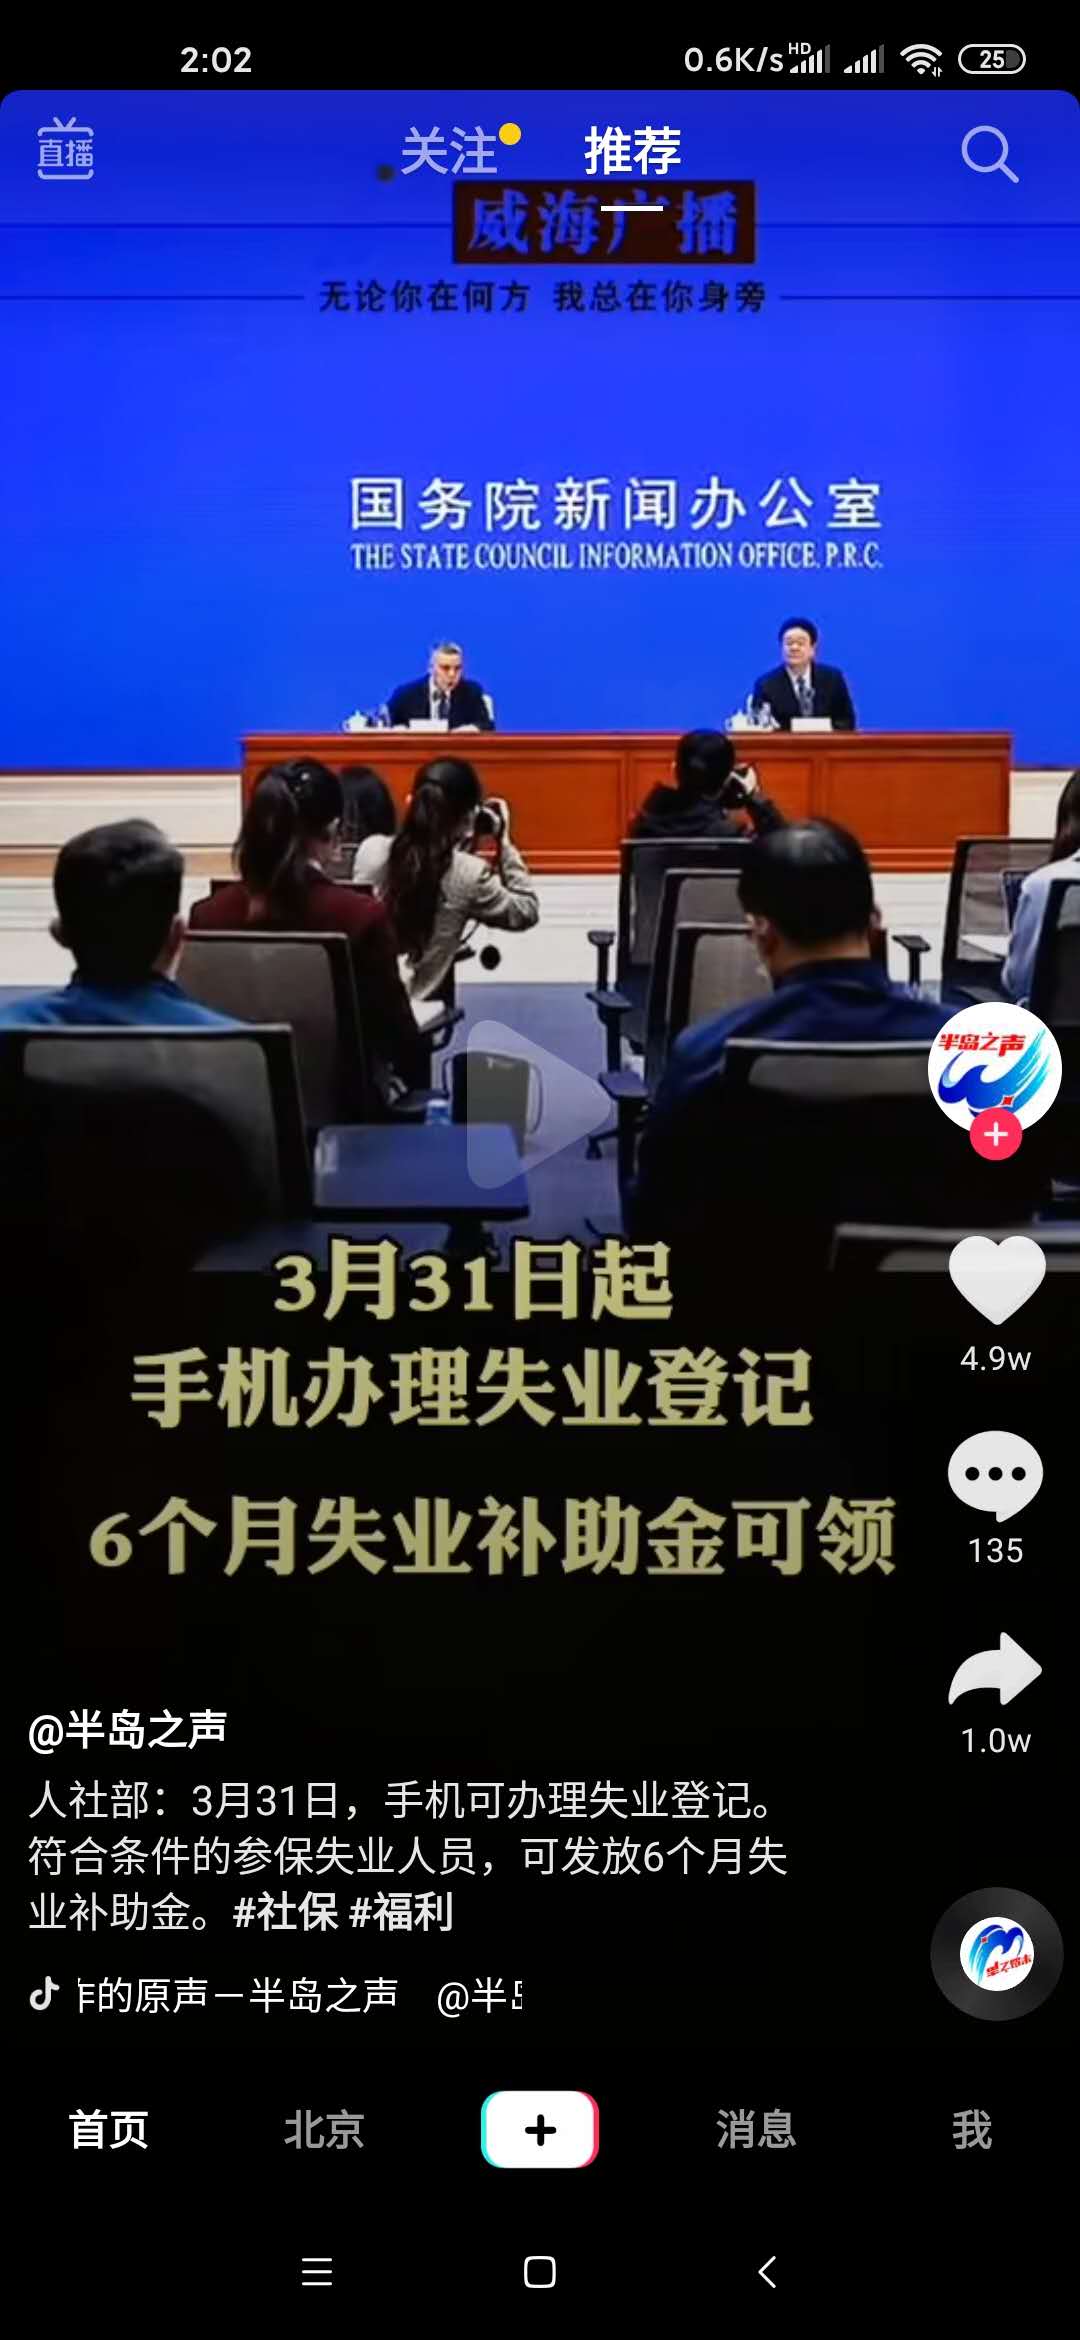 2:02
0.6K/s HD 25
直播
关注
推荐
威海广播
无论你在何方 我总在你身旁
国务院新闻办公室
THE STATE COUNCIL INFORMATION OFFICE, P.R.C.
半岛之声
3月31日起
手机办理失业登记
6个月失业补助金可领
4.9w
135
1.0w
@半岛之声
人社部：3月31日，手机可办理失业登记。
符合条件的参保失业人员，可发放6个月失
业补助金。#社保 #福利
的原声－半岛之声 @半
首页
北京
消息
我